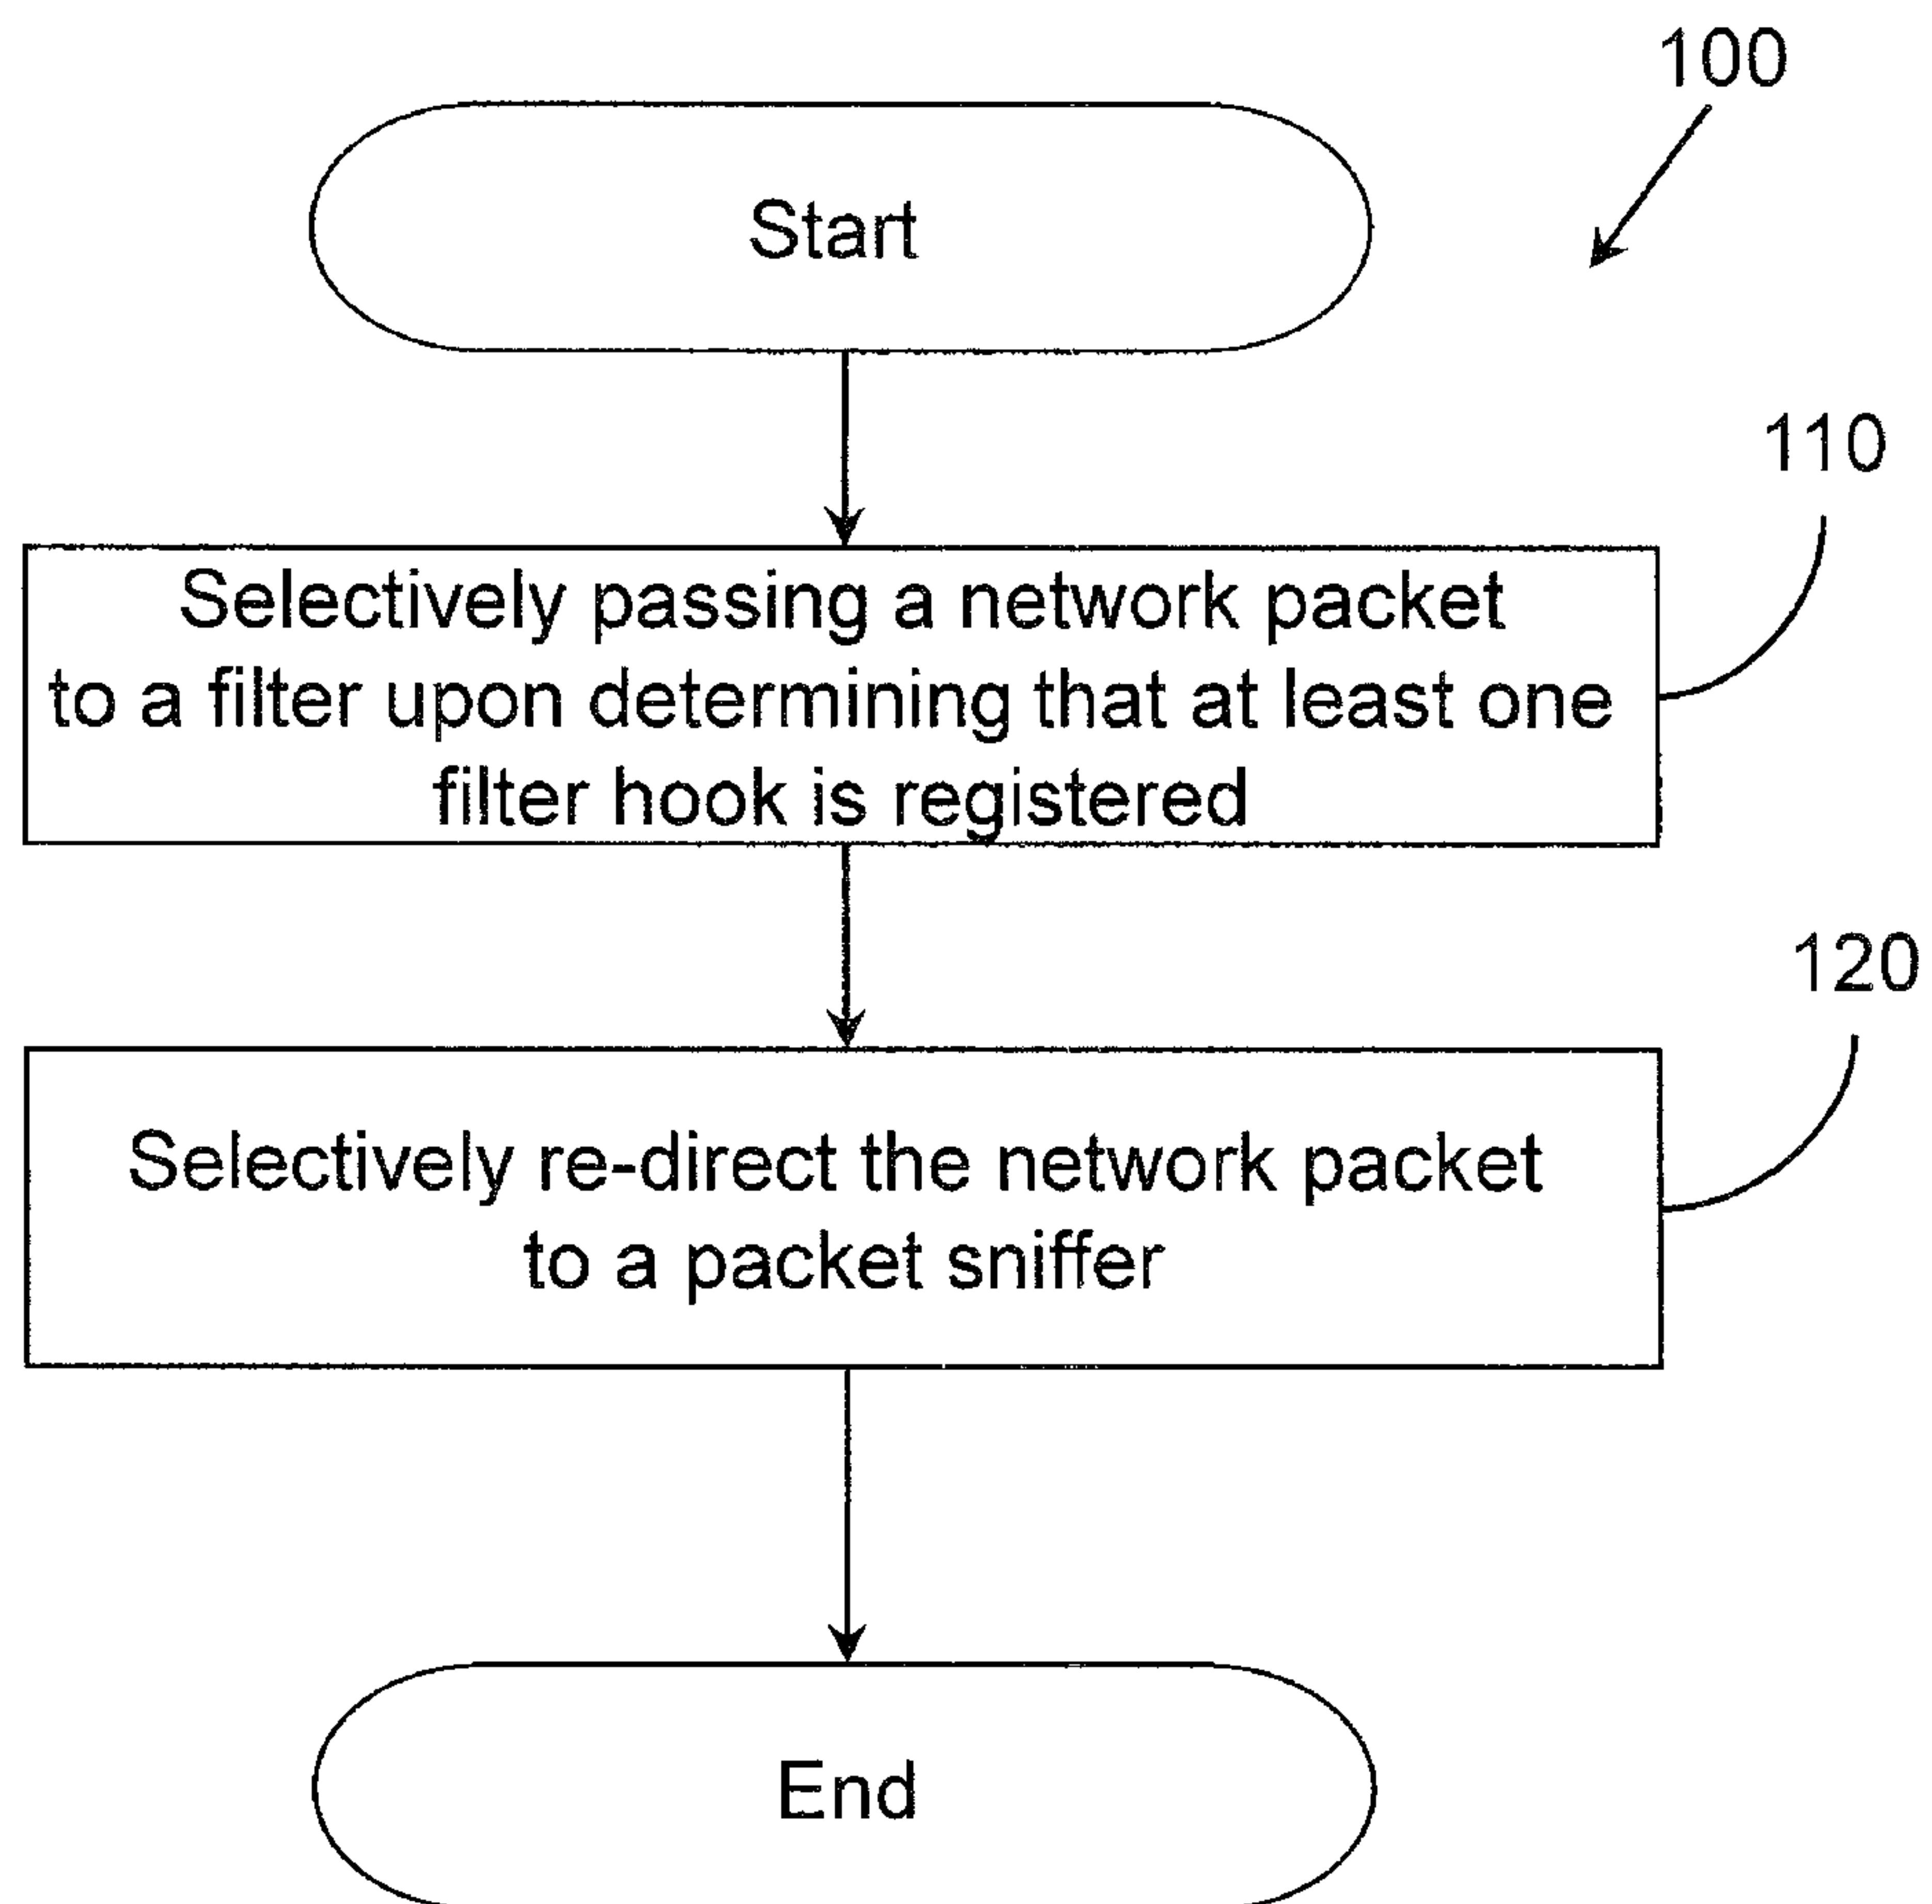 100
Start
110
Selectively passing a network packet
to a filter upon determining that at least one
filter hook is registered
120
Selectively re-direct the network packet
to a packet sniffer
End